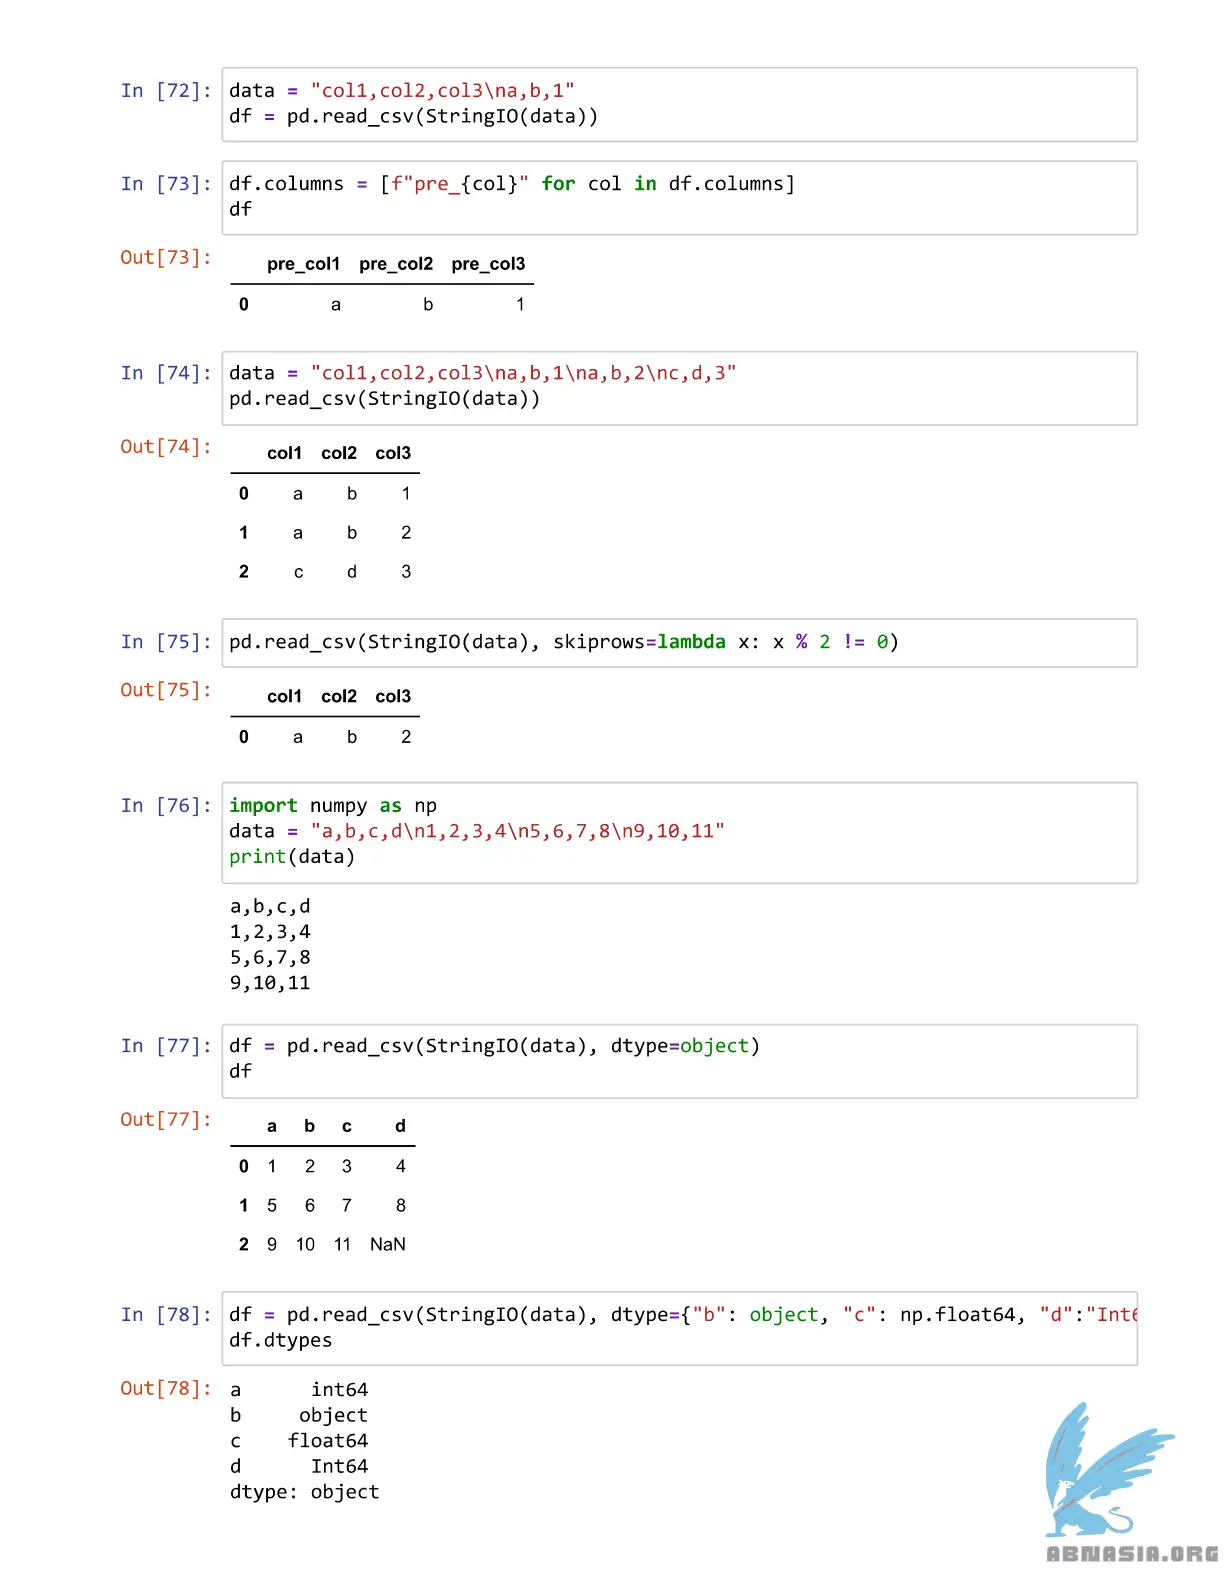 In [72]: data = "col1,col2,col3\na,b,1"
df = pd.read_csv(StringIO(data))
In [73]: df.columns = [f"pre_{col}" for col in df.columns]
df
Out[73]:
pre_col1 pre_col2 pre_col3
0 a b 1
In [74]: data = "col1,col2,col3\na,b,1\na,b,2\nc,d,3"
pd.read_csv(StringIO(data))
Out[74]:
col1 col2 col3
0 a b 1
1 a b 2
2 c d 3
In [75]: pd.read_csv(StringIO(data), skiprows=lambda x: x % 2 != 0)
Out[75]:
col1 col2 col3
0 a b 2
In [76]: import numpy as np
data = "a,b,c,d\n1,2,3,4\n5,6,7,8\n9,10,11"
print(data)
a,b,c,d
1,2,3,4
5,6,7,8
9,10,11
In [77]: df = pd.read_csv(StringIO(data), dtype=object)
df
Out[77]:
a b c d
0 1 2 3 4
1 5 6 7 8
2 9 10 11 NaN
In [78]: df = pd.read_csv(StringIO(data), dtype={"b": object, "c": np.float64, "d":"Int6
df.dtypes
Out[78]: a int64
b object
c float64
d Int64
dtype: object
ABNASIA.ORG